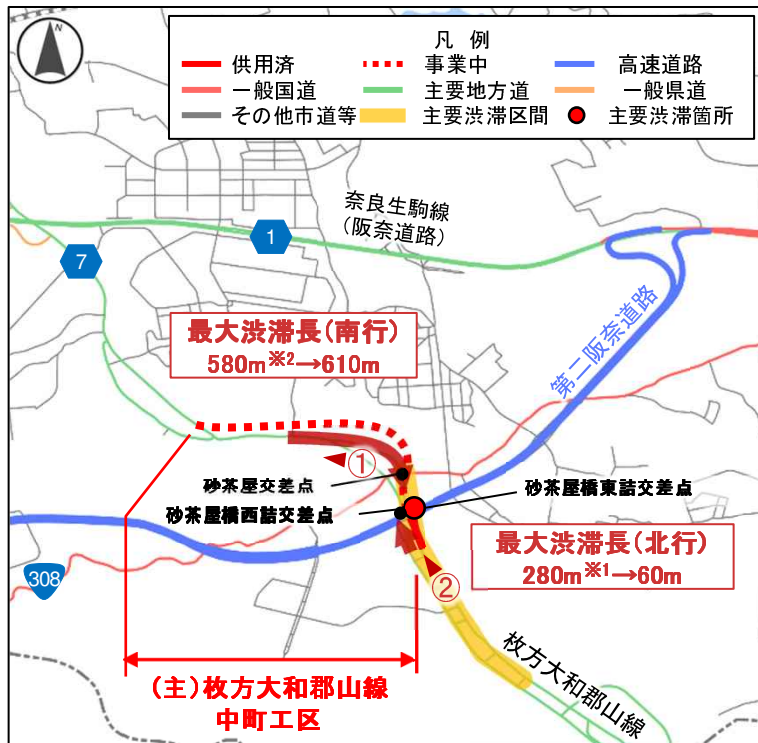 N
凡 例
供用済
事業中
高速道路
一般国道
主要地方道
一般県道
その他市道等
主要渋滞区間
主要渋滞箇所
奈良生駒線
(阪奈道路)
1
7
第二阪奈道路
最大渋滞長(南行)
580m※2→610m
①
砂茶屋交差点
砂茶屋橋東詰交差点
砂茶屋橋西詰交差点
最大渋滞長(北行)
280m※1→60m
②
308
枚方大和郡山線
(主)枚方大和郡山線
中町工区